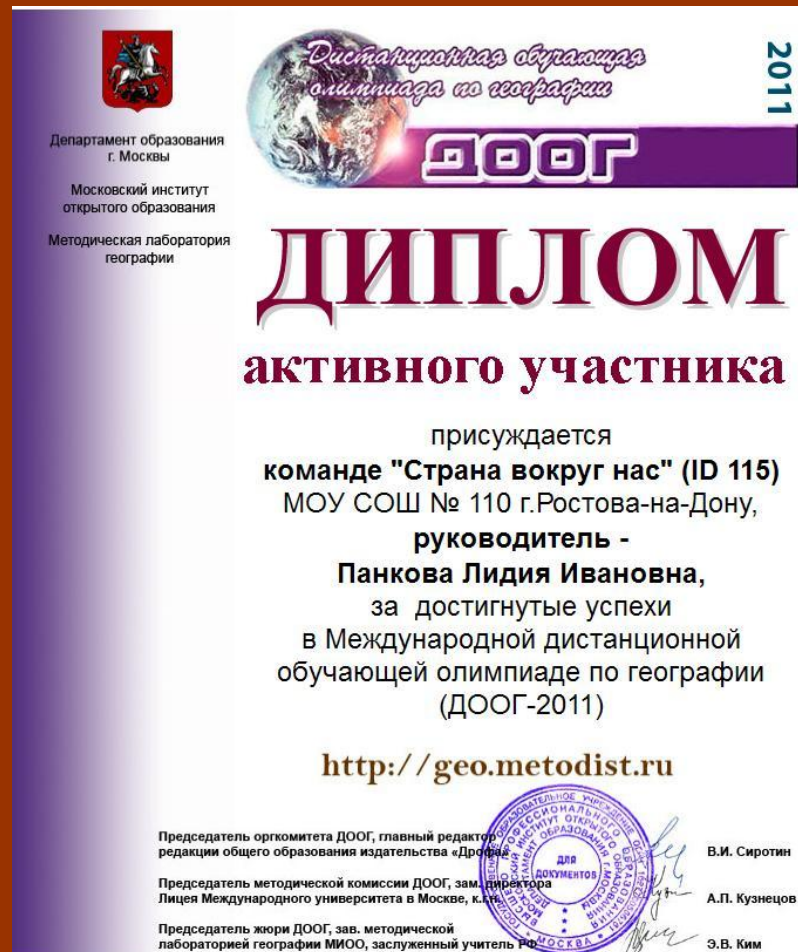 Департамент образования
г. Москвы
Московский институт
открытого образования
Методическая лаборатория
географии
Дистанционная обучающая
олимпиада по географии
2011
ДООГ
ДИПЛОМ
активного участника
присуждается
команде "Страна вокруг нас" (ID 115)
МОУ СОШ № 110 г.Ростова-на-Дону,
руководитель -
Панкова Лидия Ивановна,
за достигнутые успехи
в Международной дистанционной
обучающей олимпиаде по географии
(ДООГ-2011)
http://geo.metodist.ru
Председатель оргкомитета ДООГ, главный редактор
редакции общего образования издательства «Дрофа»
В.И. Сиротин
Председатель методической комиссии ДООГ, зам. директора
Лицея Международного университета в Москве, к.г.н.
А.П. Кузнецов
Председатель жюри ДООГ, зав. методической
лабораторией географии МИОО, заслуженный учитель РФ
Э.В. Ким
ДЛЯ
ДОКУМЕНТОВ
МОСКВА